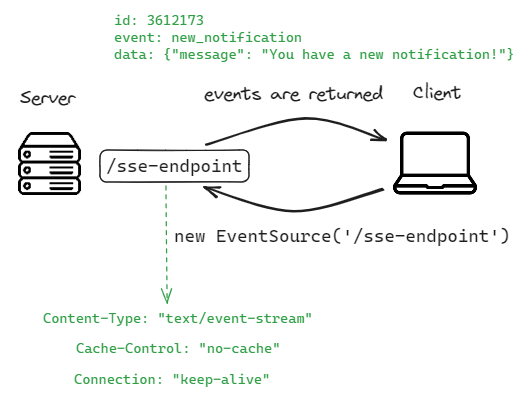 id: 3612173
event: new_notification
data: {"message": "You have a new notification!"}
Server
events are returned
Client
/sse-endpoint
new EventSource('/sse-endpoint')
Content-Type: "text/event-stream"
Cache-Control: "no-cache"
Connection: "keep-alive"